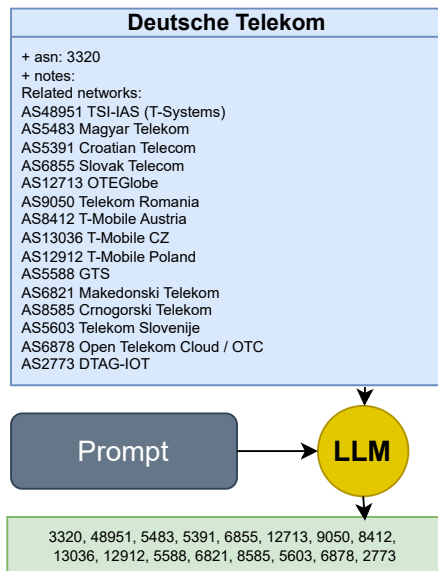 Deutsche Telekom
+ asn: 3320
+ notes:
Related networks:
AS48951 TSI-IAS (T-Systems)
AS5483 Magyar Telekom
AS5391 Croatian Telecom
AS6855 Slovak Telecom
AS12713 OTEGlobe
AS9050 Telekom Romania
AS8412 T-Mobile Austria
AS13036 T-Mobile CZ
AS12912 T-Mobile Poland
AS5588 GTS
AS6821 Makedonski Telekom
AS8585 Crnogorski Telekom
AS5603 Telekom Slovenije
AS6878 Open Telekom Cloud / OTC
AS2773 DTAG-IOT
Prompt
LLM
3320, 48951, 5483, 5391, 6855, 12713, 9050, 8412,
13036, 12912, 5588, 6821, 8585, 5603, 6878, 2773